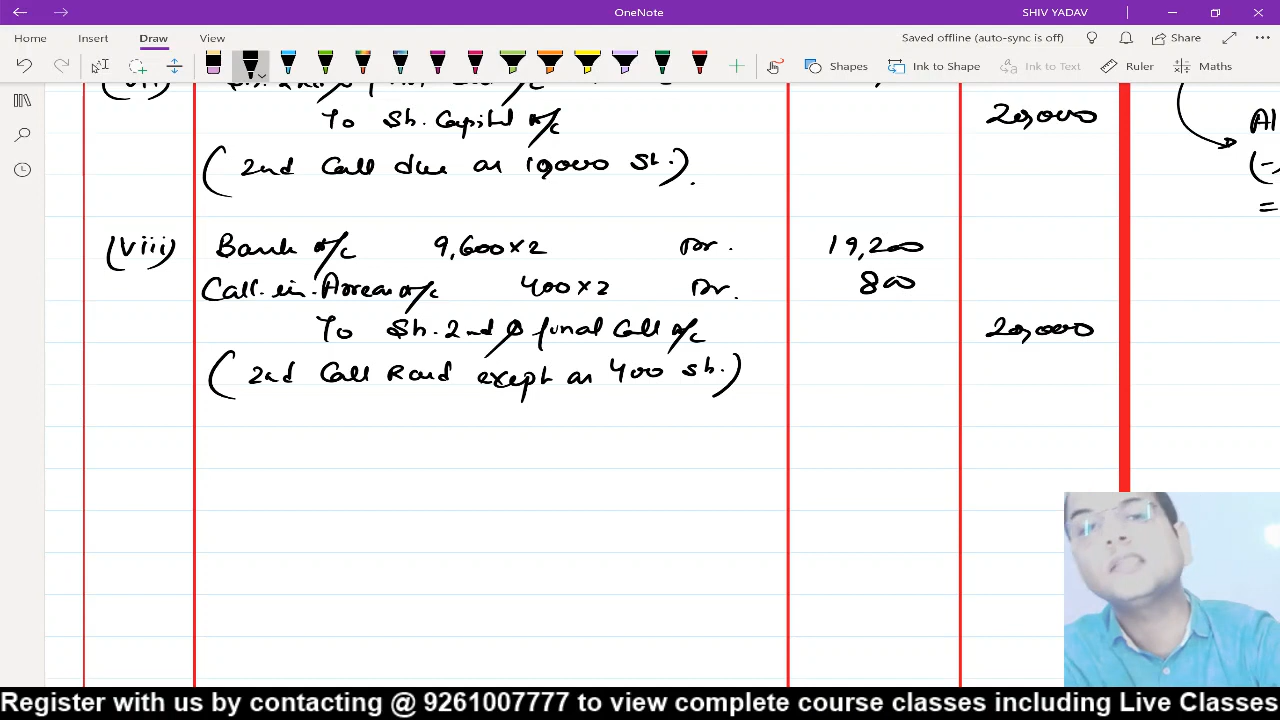 OneNote
SHIV YADAV
Home Insert Draw View
Saved offline (auto-sync is off)
Share
Shapes
Ink to Shape
Ink to Text
Ruler
Maths
(vii)
To Sh. Capital A/c 20,000
(2nd Call due on 10,000 Sh.).
(Viii) Bank A/c 9,600×2 Dr. 19,200
Call-in-Arrear A/c 400×2 Dr. 800
To Sh. 2nd & final Call A/c 20,000
(2nd Call Recd except on 400 Sh.)
Al
(-
=
Register with us by contacting @ 9261007777 to view complete course classes including Live Classes